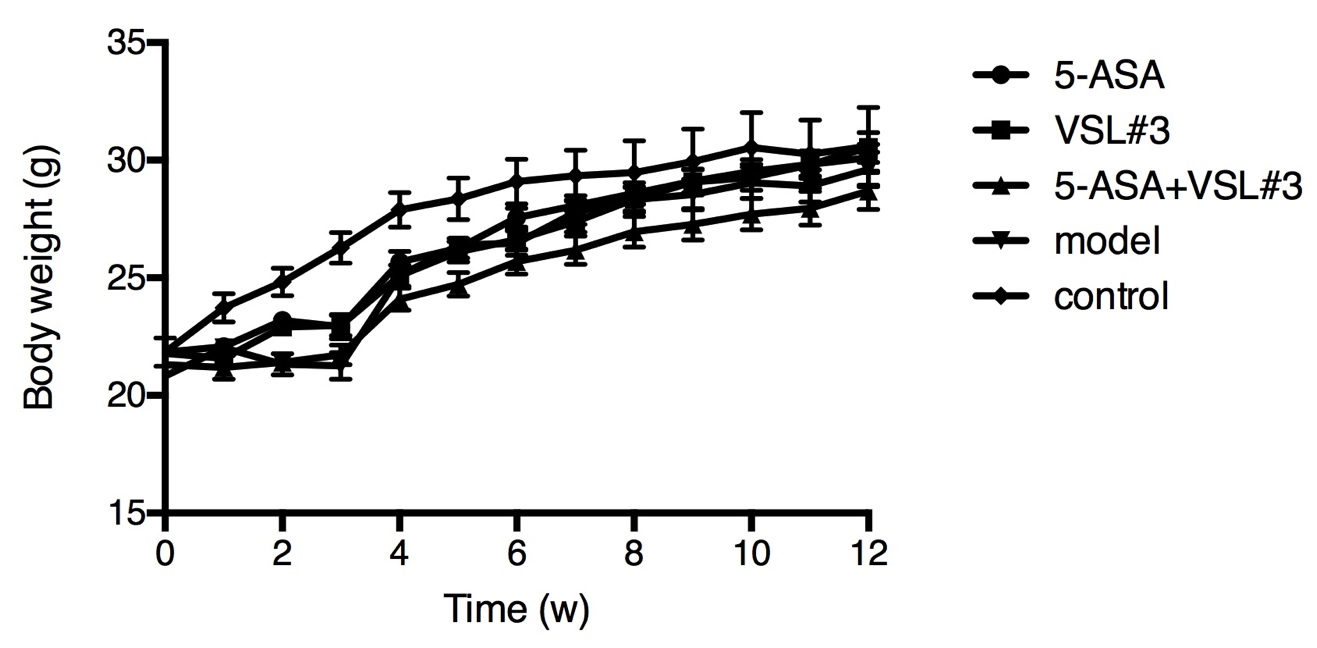 Body weight (g)
35
30
25
20
15
0 2 4 6 8 10 12
Time (w)
5-ASA
VSL#3
5-ASA+VSL#3
model
control